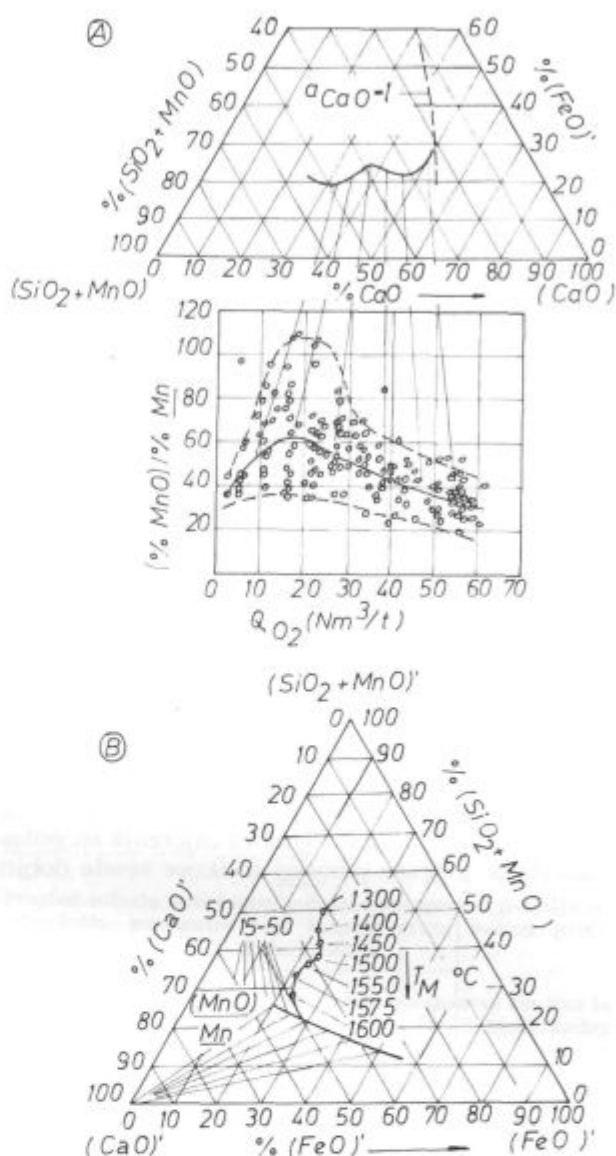 A
40 60
50 50
% (SiO2 + MnO) 60 40 % (FeO)'
aCaO=1
70 30
80 20
90 10
100 0
0 10 20 30 40 50 60 70 80 90 100
(SiO2 + MnO) % CaO → (CaO)
(% MnO) / % Mn
120
100
80
60
40
20
0 10 20 30 40 50 60 70
QO2 (Nm3/t)
B
(SiO2 + MnO)'
0 100
10 90
20 80
30 70
40 60
50 50
60 40
70 30
80 20
90 10
100 0
% (CaO)'
% (SiO2 + MnO)
15-50
(MnO)
Mn
1300
1400
1450
1500
1550
1575
1600
TM °C
0 10 20 30 40 50 60 70 80 90 100
(CaO)' % (FeO)' → (FeO)'